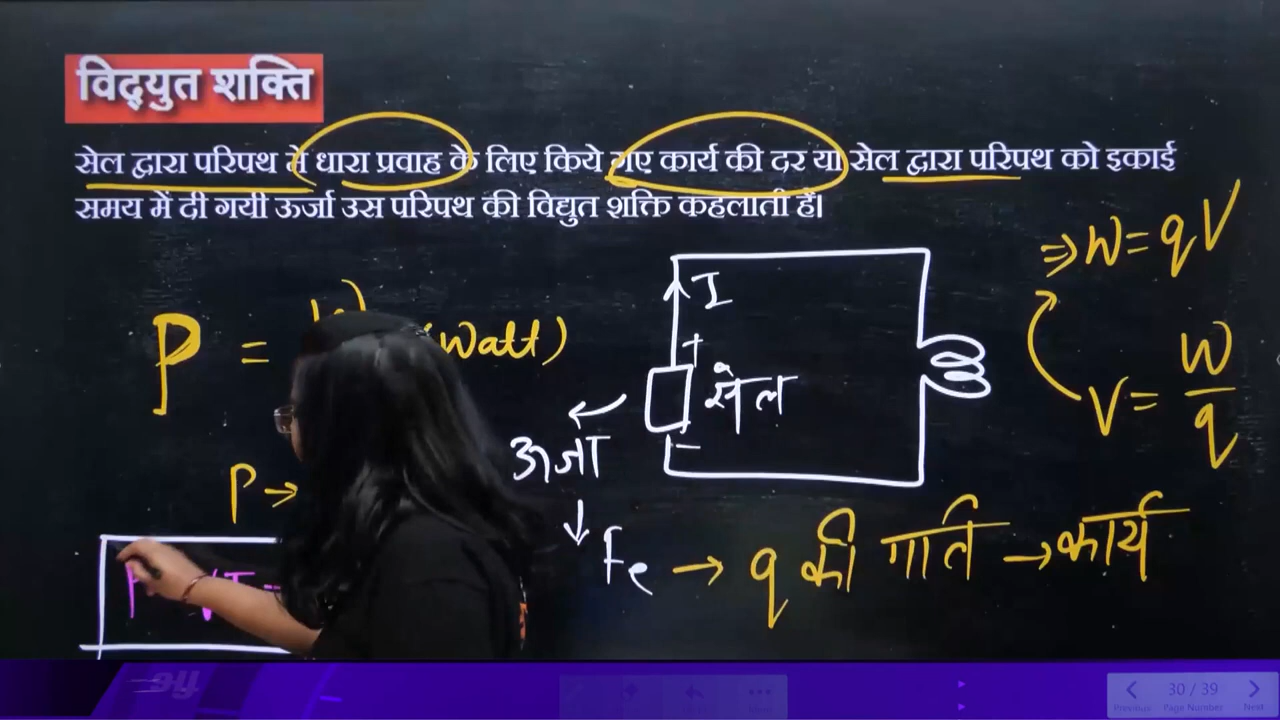 विद्युत शक्ति
सेल द्वारा परिपथ में धारा प्रवाह के लिए किये गए कार्य की दर या सेल द्वारा परिपथ को इकाई
समय में दी गयी ऊर्जा उस परिपथ की विद्युत शक्ति कहलाती हैं।
⇒ W = qV
I
P = W (Watt)
+
सेल
-
V = W/q
ऊर्जा
P →
↓
Fe → q की गति → कार्य
30 / 39
Previous Page Number Next